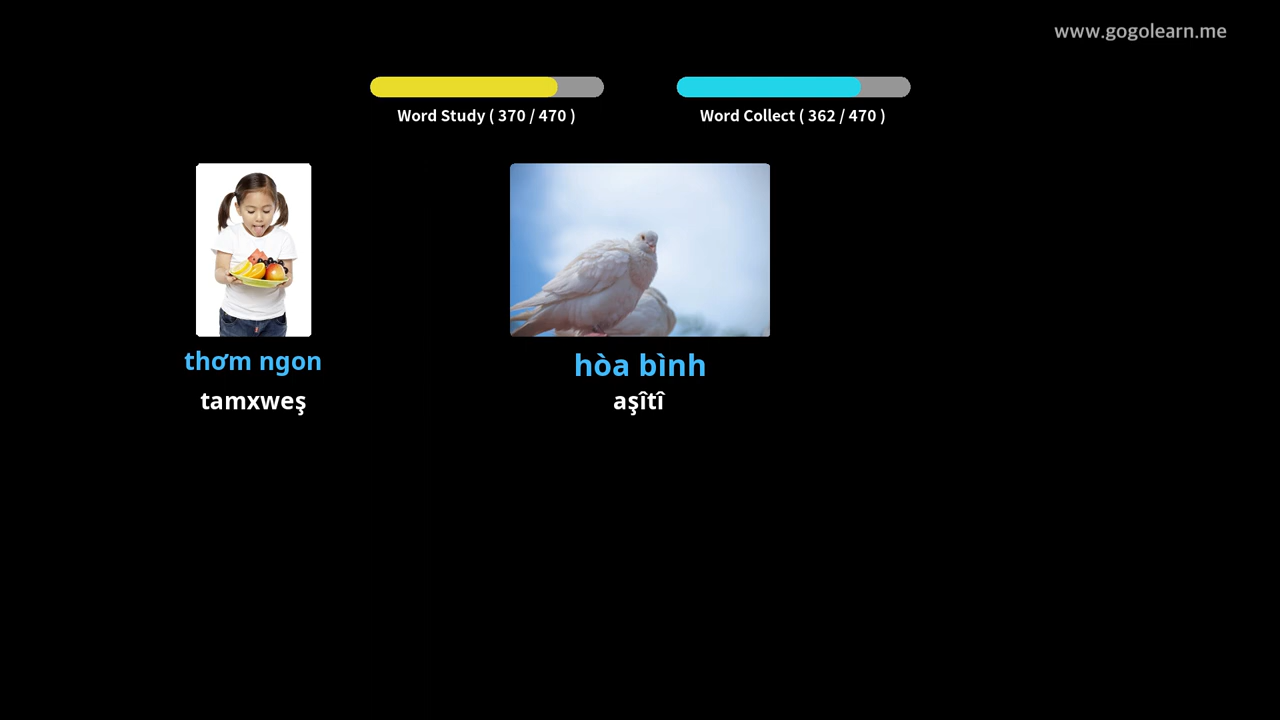 www.gogolearn.me
Word Study ( 370 / 470 )
Word Collect ( 362 / 470 )
thơm ngon
tamxweş
hòa bình
aşîtî